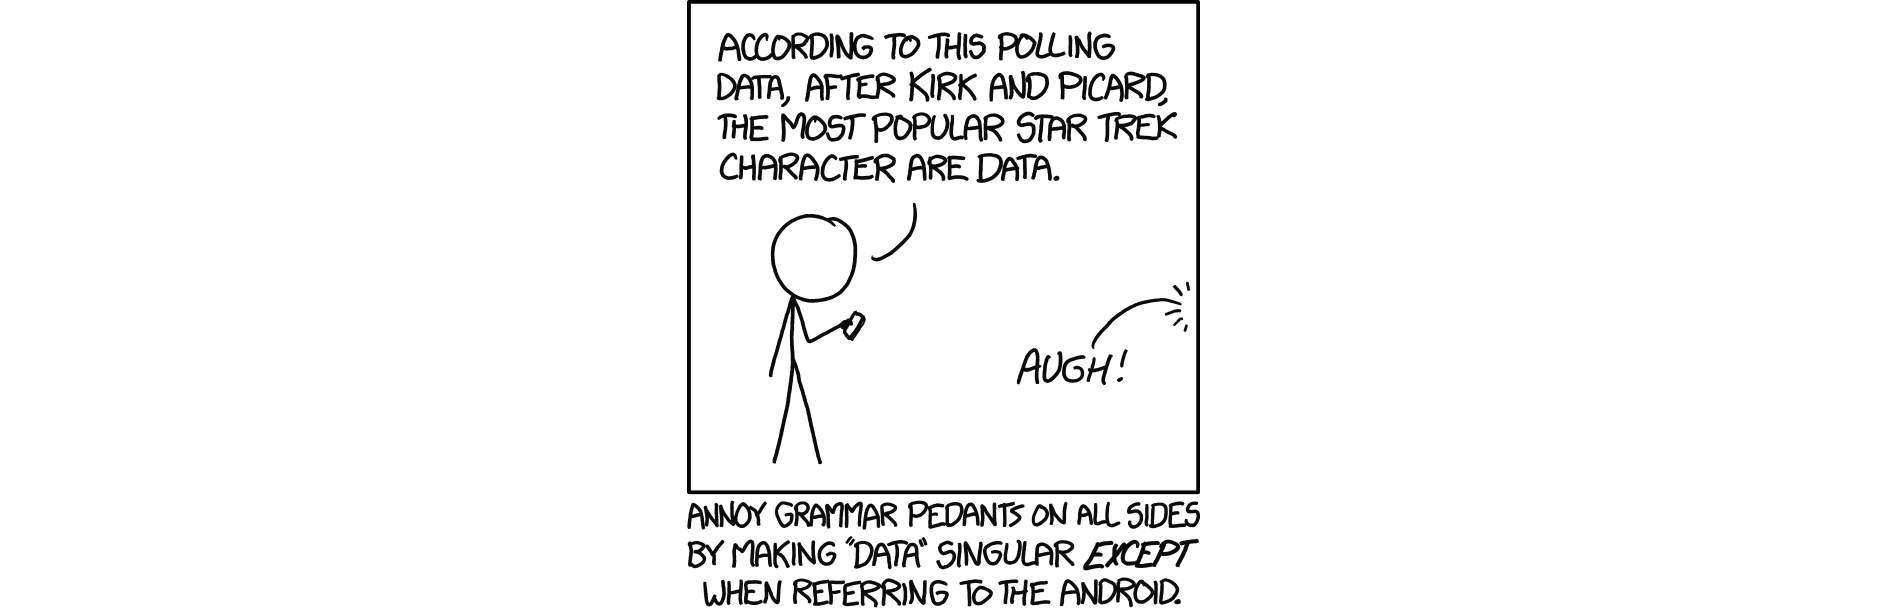 ACCORDING TO THIS POLLING
DATA, AFTER KIRK AND PICARD,
THE MOST POPULAR STAR TREK
CHARACTER ARE DATA.
AUGH!
ANNOY GRAMMAR PEDANTS ON ALL SIDES
BY MAKING "DATA" SINGULAR EXCEPT
WHEN REFERRING TO THE ANDROID.